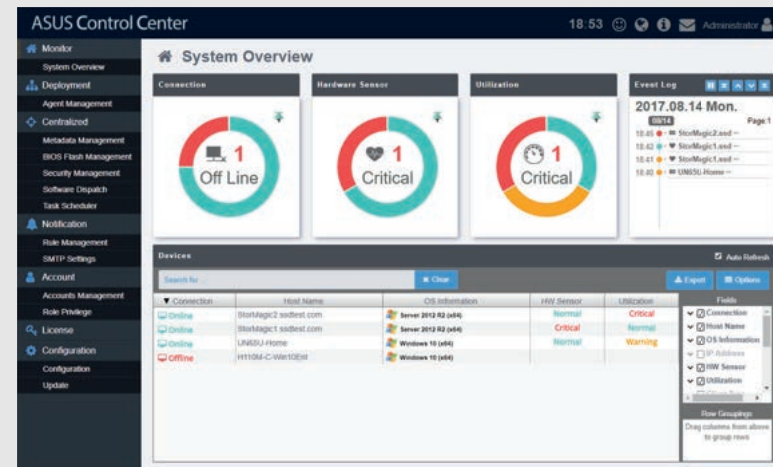 ASUS Control Center
18:53
Administrator
Monitor
System Overview
Deployment
Agent Management
Centralized
Metadata Management
BIOS Flash Management
Security Management
Software Dispatch
Task Scheduler
Notification
Rule Management
SMTP Settings
Account
Accounts Management
Role Privilege
License
Configuration
Configuration
Update
System Overview
Connection
1
Off Line
Hardware Sensor
1
Critical
Utilization
1
Critical
Event Log
2017.08.14 Mon.
08/14 Page:1
18:45 StorMagic2.ssd
18:42 StorMagic1.ssd
18:41 StorMagic1.ssd
18:40 UN65U-Home
Devices
Auto Refresh
Search for ...
Clear
Export
Options
Connection Host Name OS Information HW Sensor Utilization
Online StorMagic2.ssdtest.com Server 2012 R2 (x64) Normal Critical
Online StorMagic1.ssdtest.com Server 2012 R2 (x64) Critical Normal
Online UN65U-Home Windows 10 (x64) Normal Warning
Offline H110M-C-Win10Ent Windows 10 (x64)
Fields
Connection
Host Name
OS Information
IP Address
HW Sensor
Utilization
Row Groupings
Drag columns from above
to group rows